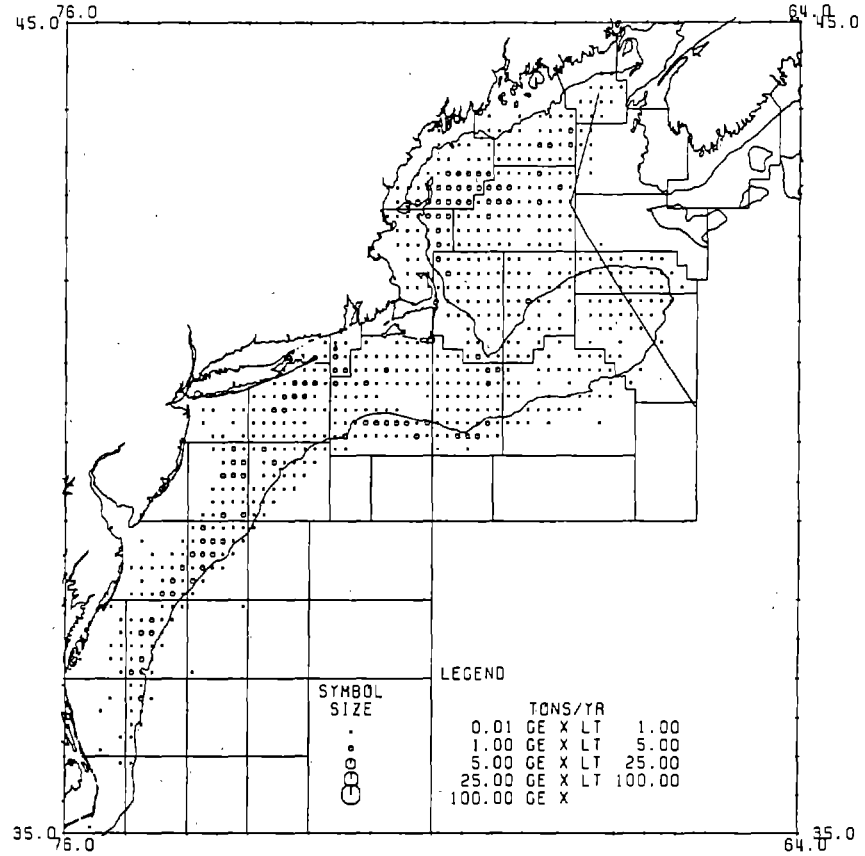 76.0 64.0
45.0 45.0
LEGEND
SYMBOL SIZE
TONS/YR
0.01 GE X LT 1.00
1.00 GE X LT 5.00
5.00 GE X LT 25.00
25.00 GE X LT 100.00
100.00 GE X
35.0 35.0
76.0 64.0